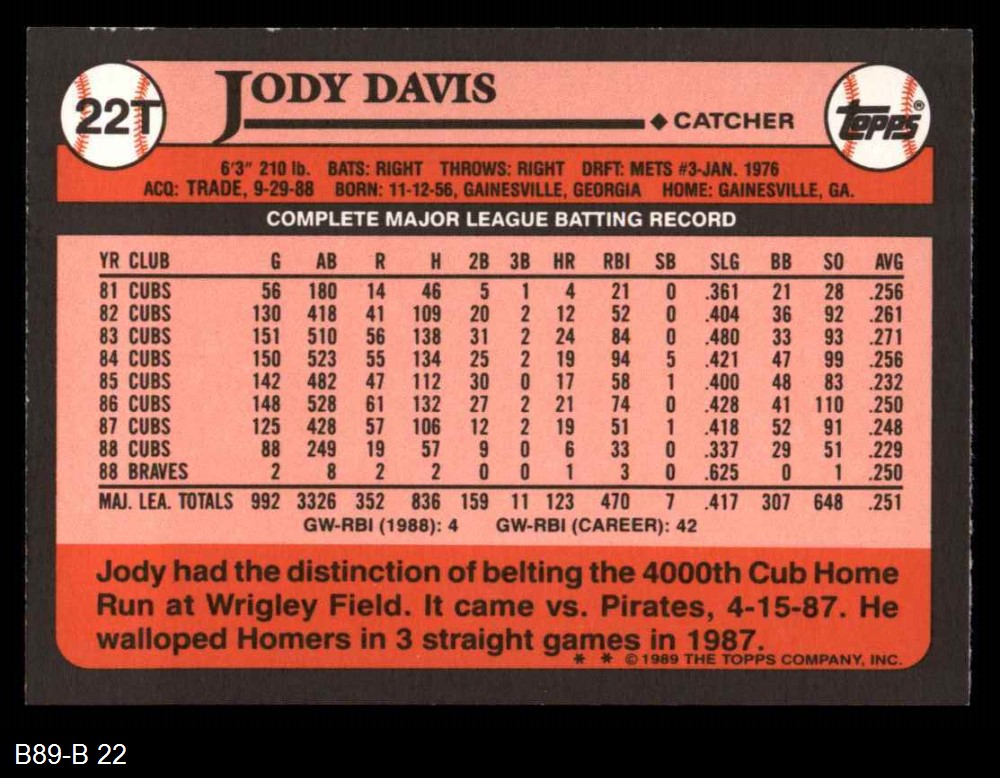 22T
JODY DAVIS
◆ CATCHER
TOPPS®
6'3" 210 lb. BATS: RIGHT THROWS: RIGHT DRFT: METS #3-JAN. 1976
ACQ: TRADE, 9-29-88 BORN: 11-12-56, GAINESVILLE, GEORGIA HOME: GAINESVILLE, GA.
COMPLETE MAJOR LEAGUE BATTING RECORD
YR CLUB G AB R H 2B 3B HR RBI SB SLG BB SO AVG
81 CUBS 56 180 14 46 5 1 4 21 0 .361 21 28 .256
82 CUBS 130 418 41 109 20 2 12 52 0 .404 36 92 .261
83 CUBS 151 510 56 138 31 2 24 84 0 .480 33 93 .271
84 CUBS 150 523 55 134 25 2 19 94 5 .421 47 99 .256
85 CUBS 142 482 47 112 30 0 17 58 1 .400 48 83 .232
86 CUBS 148 528 61 132 27 2 21 74 0 .428 41 110 .250
87 CUBS 125 428 57 106 12 2 19 51 1 .418 52 91 .248
88 CUBS 88 249 19 57 9 0 6 33 0 .337 29 51 .229
88 BRAVES 2 8 2 2 0 0 1 3 0 .625 0 1 .250
MAJ. LEA. TOTALS 992 3326 352 836 159 11 123 470 7 .417 307 648 .251
GW-RBI (1988): 4 GW-RBI (CAREER): 42
Jody had the distinction of belting the 4000th Cub Home
Run at Wrigley Field. It came vs. Pirates, 4-15-87. He
walloped Homers in 3 straight games in 1987.
* * © 1989 THE TOPPS COMPANY, INC.
B89-B 22